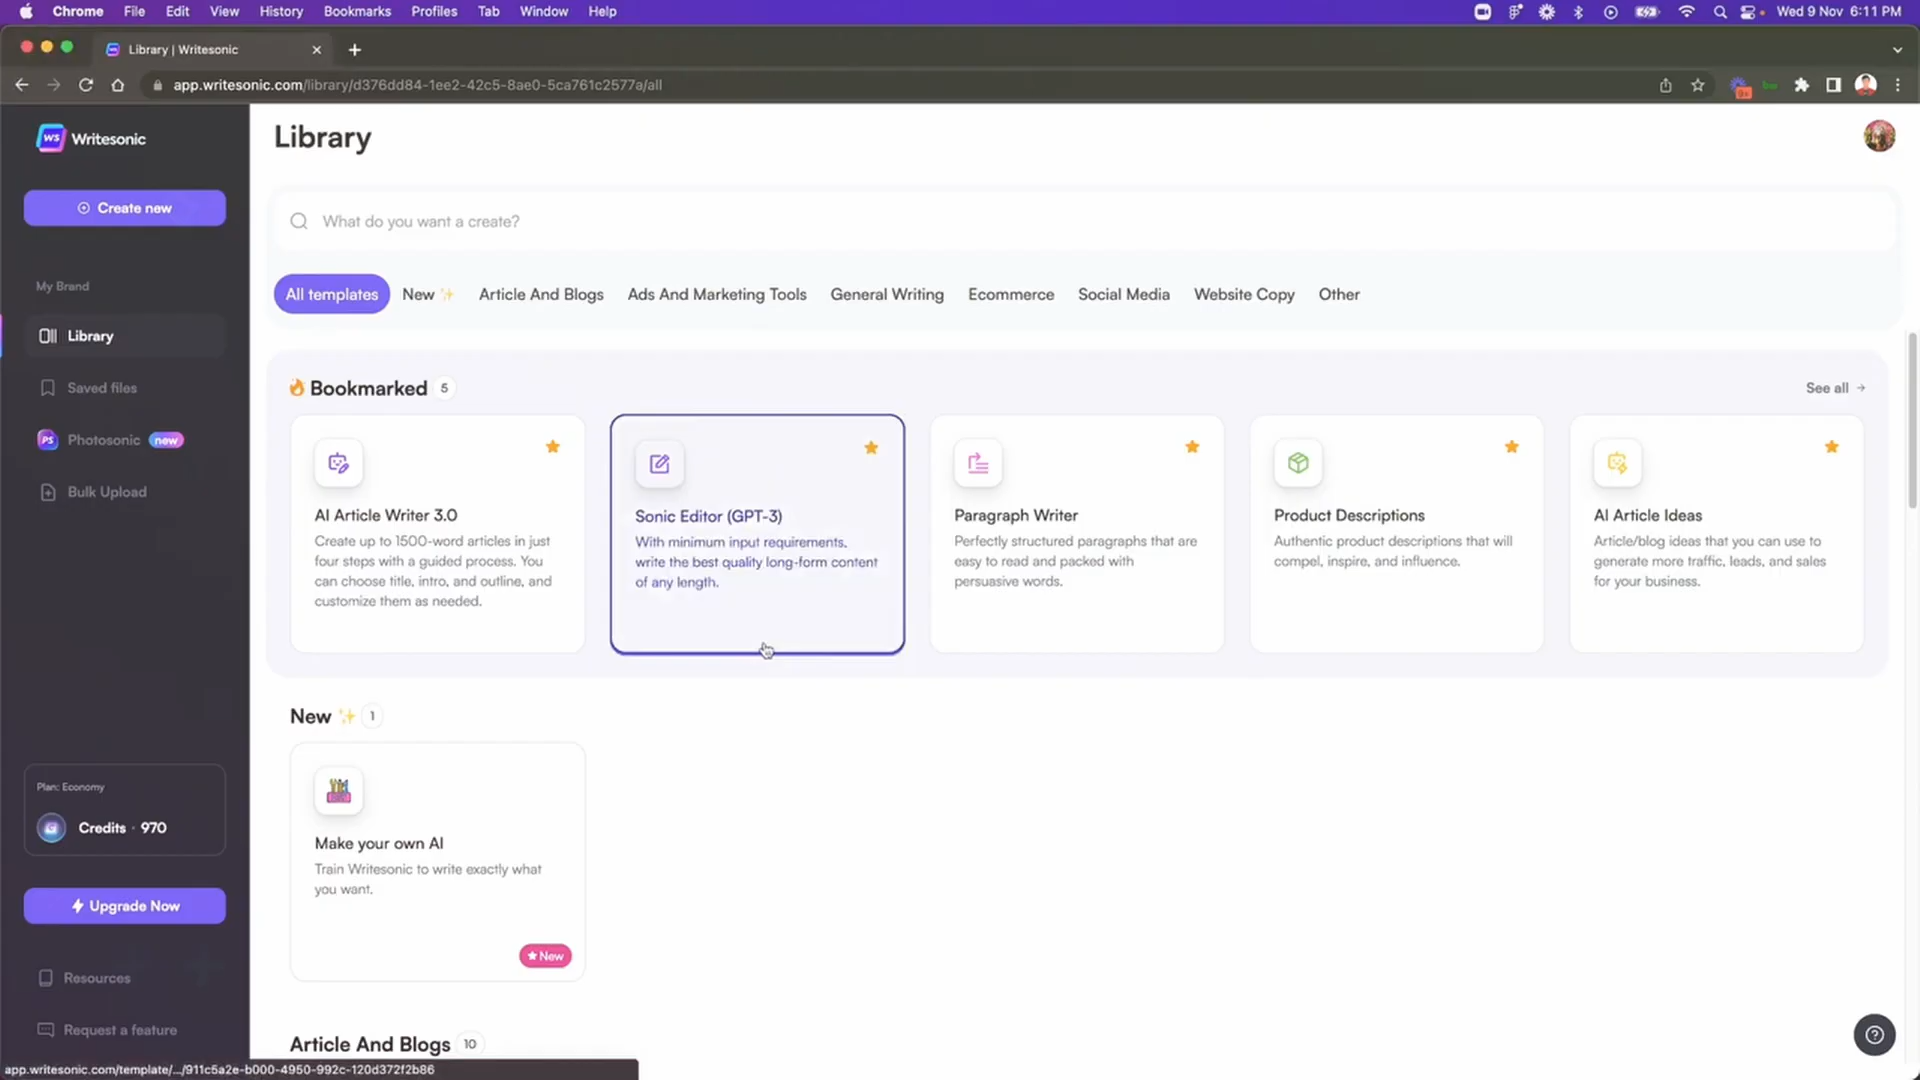 Chrome File Edit View History Bookmarks Profiles Tab Window Help
Wed 9 Nov 6:11 PM
Library | Writesonic
app.writesonic.com/library/d376dd84-1ee2-42c5-8ae0-5ca761c2577a/all
WS Writesonic
Create new
My Brand
Library
Saved files
PS Photosonic new
Bulk Upload
Plan: Economy
Credits · 970
Upgrade Now
Resources
Request a feature
Library
What do you want a create?
All templates New Article And Blogs Ads And Marketing Tools General Writing Ecommerce Social Media Website Copy Other
Bookmarked 5
See all
AI Article Writer 3.0
Create up to 1500-word articles in just
four steps with a guided process. You
can choose title, intro, and outline, and
customize them as needed.
Sonic Editor (GPT-3)
With minimum input requirements,
write the best quality long-form content
of any length.
Paragraph Writer
Perfectly structured paragraphs that are
easy to read and packed with
persuasive words.
Product Descriptions
Authentic product descriptions that will
compel, inspire, and influence.
AI Article Ideas
Article/blog ideas that you can use to
generate more traffic, leads, and sales
for your business.
New 1
Make your own AI
Train Writesonic to write exactly what
you want.
New
Article And Blogs 10
app.writesonic.com/template/.../911c5a2e-b000-4950-992c-120d372f2b86